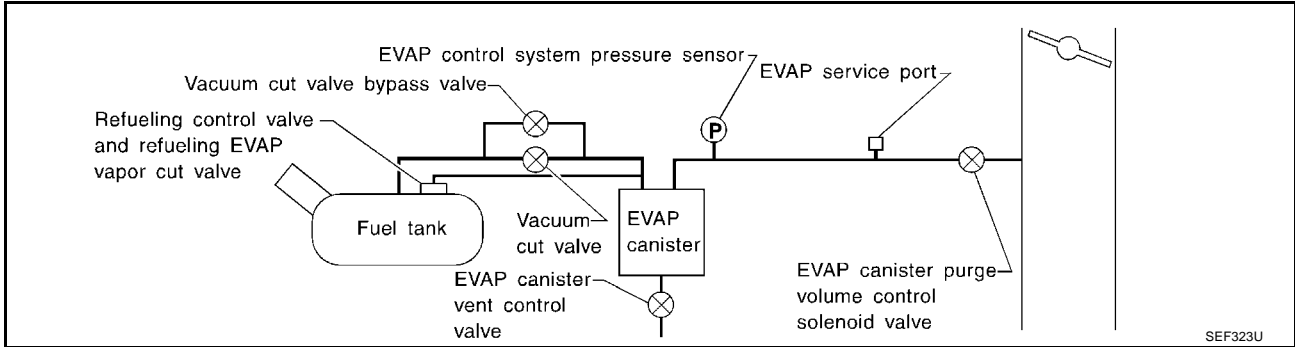 EVAP control system pressure sensor
EVAP service port
Vacuum cut valve bypass valve
Refueling control valve
and refueling EVAP
vapor cut valve
P
Fuel tank
Vacuum
cut valve
EVAP
canister
EVAP canister
vent control
valve
EVAP canister purge
volume control
solenoid valve
SEF323U